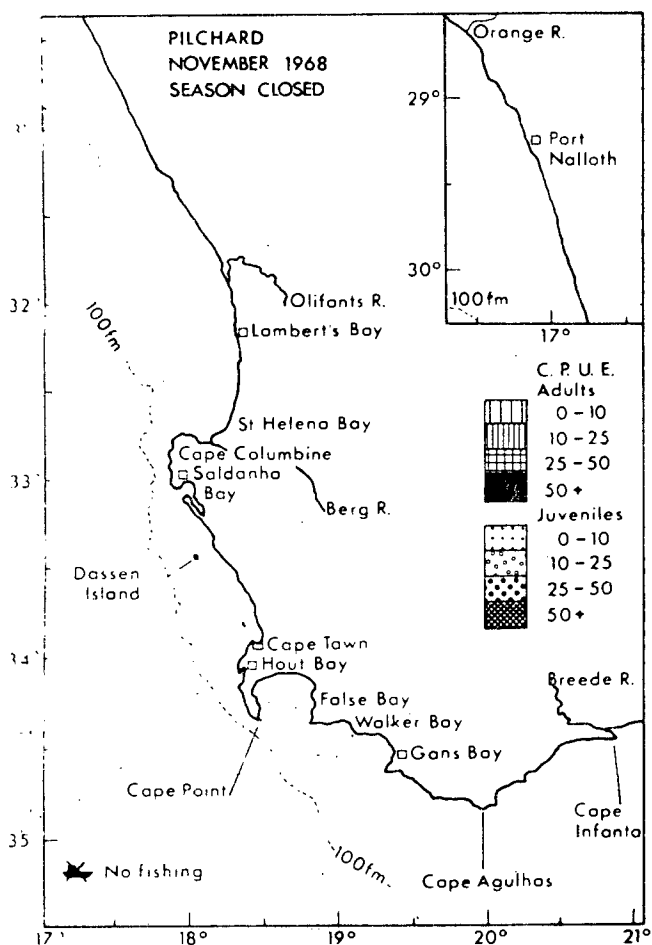 PILCHARD
NOVEMBER 1968
SEASON CLOSED
Orange R.
29°
Port
Nalloth
30°
100fm
17°
32'
100fm
Olifants R.
Lambert's Bay
C. P. U. E.
Adults
0-10
10-25
25-50
50+
Juveniles
0-10
10-25
25-50
50+
St Helena Bay
Cape Columbine
33'
Saldanha
Bay
Berg R.
Dassen
Island
34'
Cape Tawn
Hout Bay
False Bay
Walker Bay
Breede R.
Gans Bay
Cape Point
Cape
Infanta
35
100fm.
No fishing
Cape Agulhas
17'
18°
19°
20°
21°